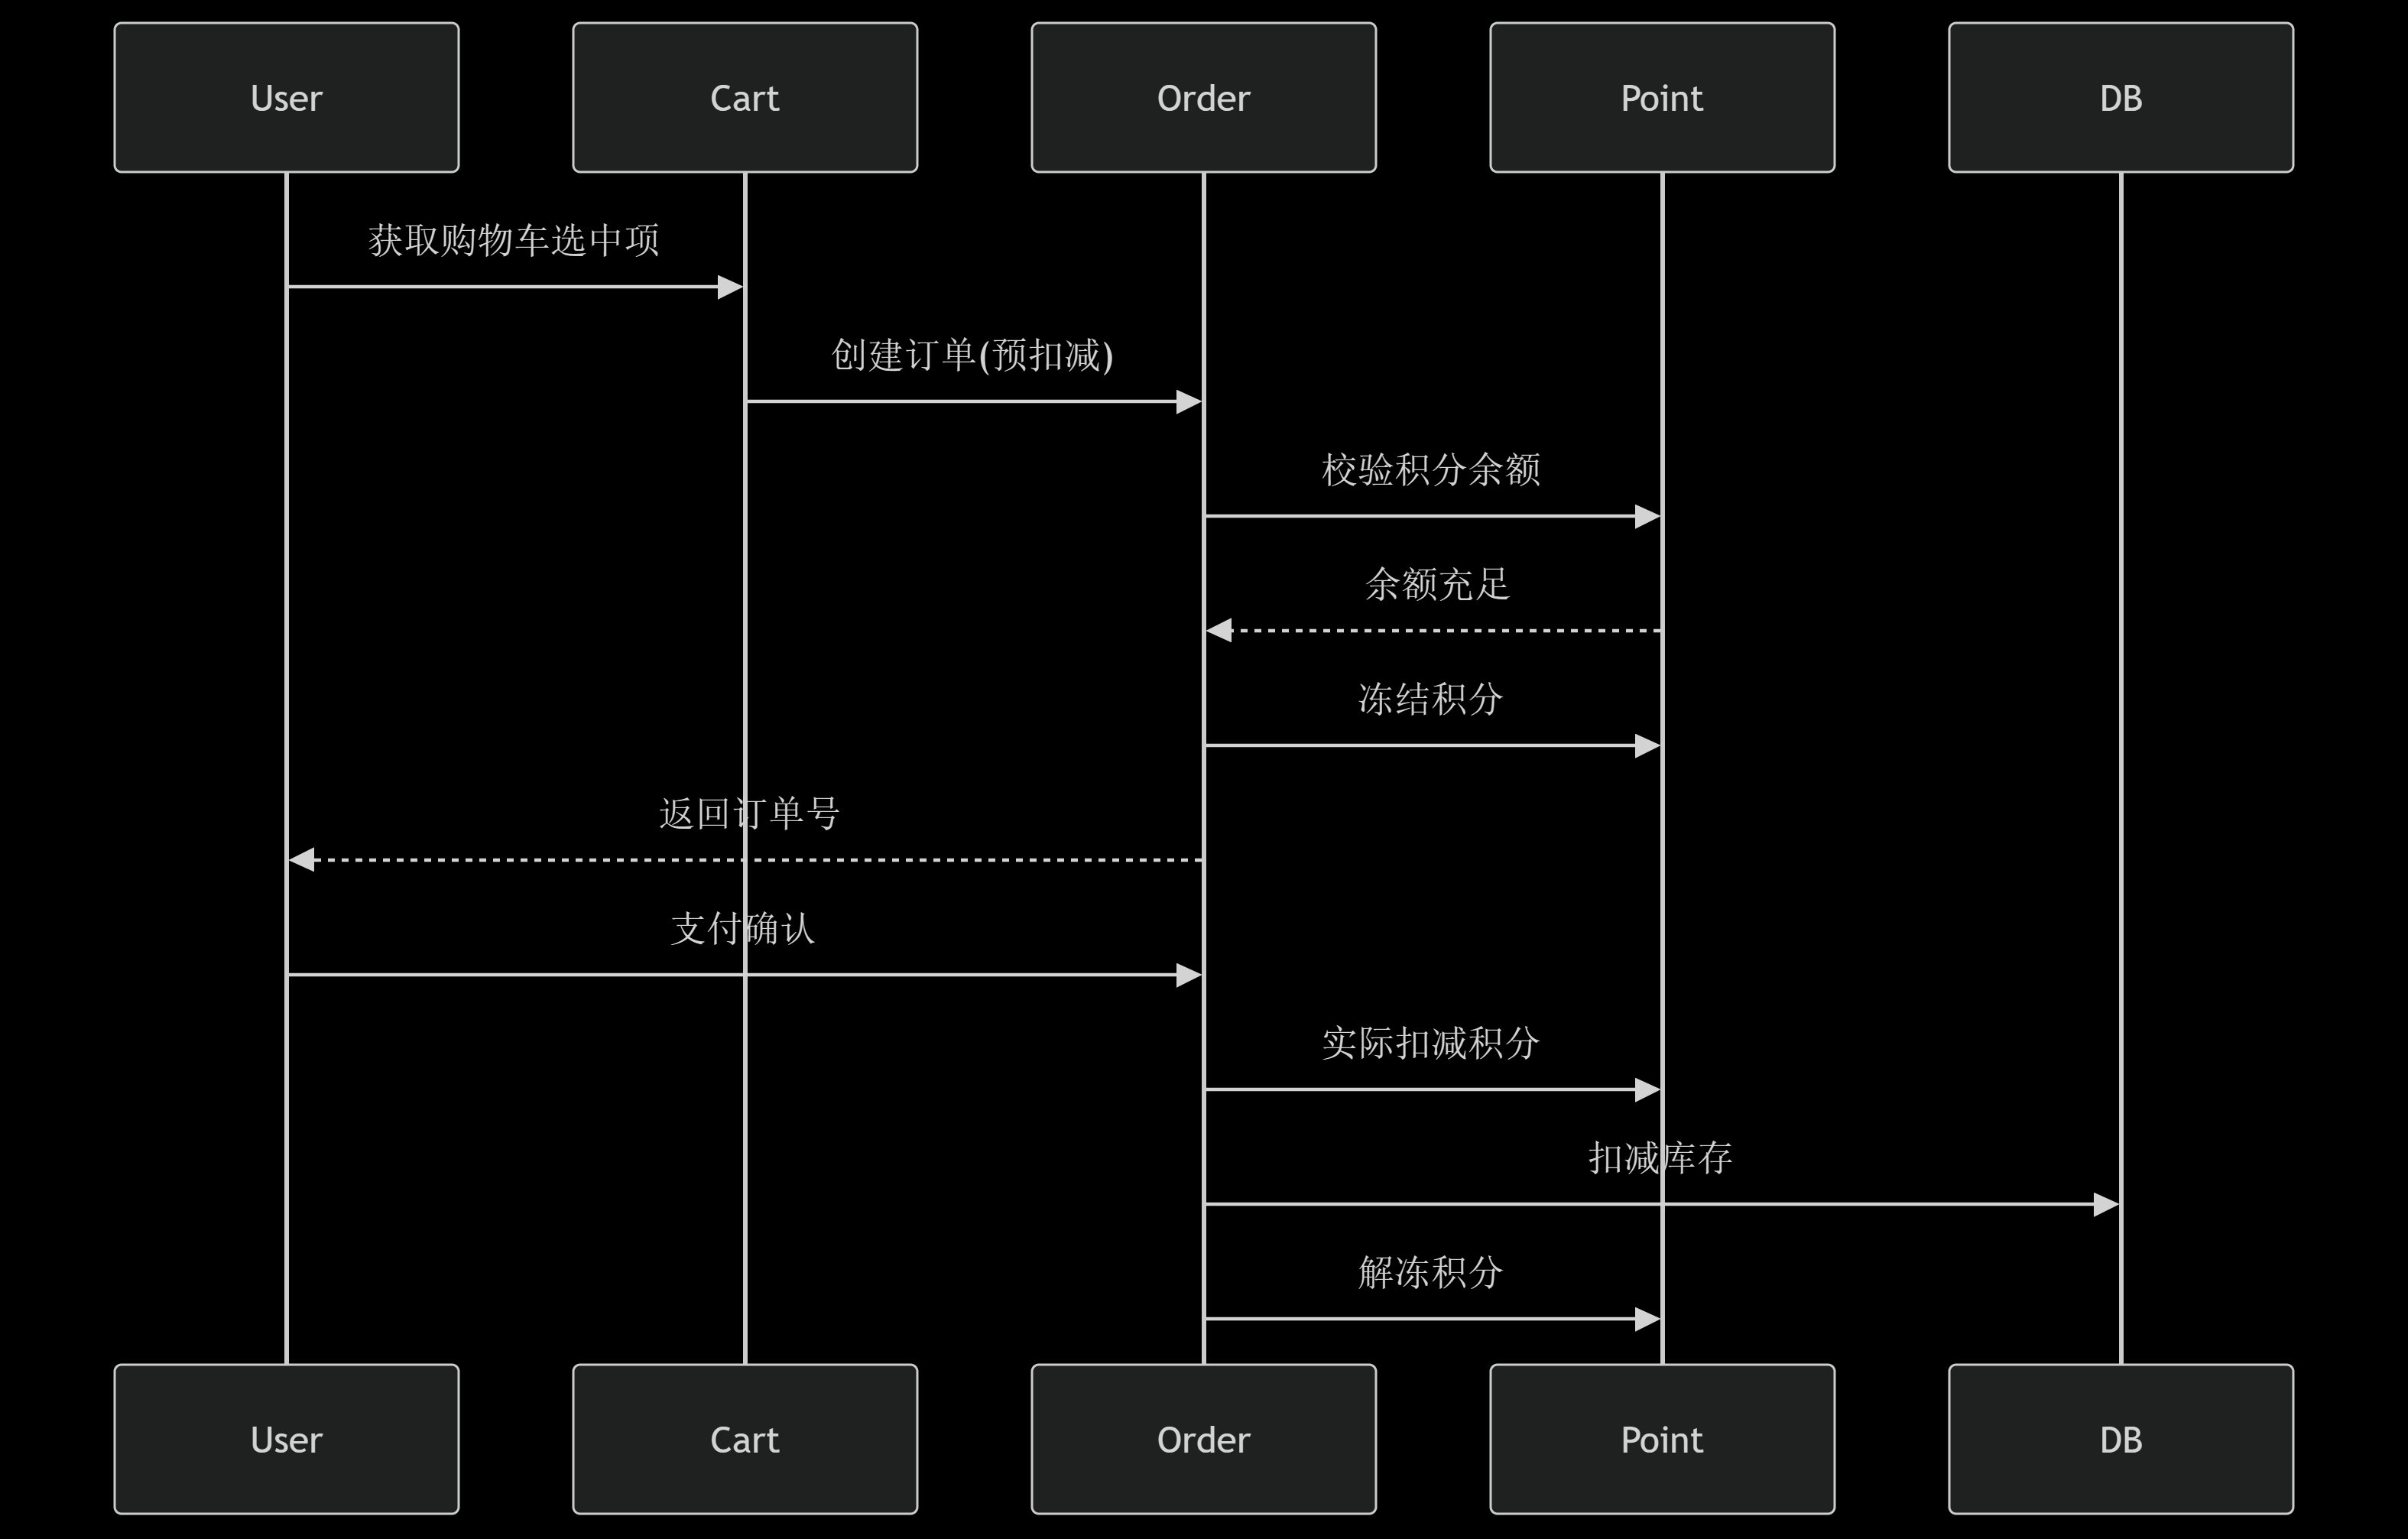 User
Cart
Order
Point
DB
获取购物车选中项
创建订单(预扣减)
校验积分余额
余额充足
冻结积分
返回订单号
支付确认
实际扣减积分
扣减库存
解冻积分
User
Cart
Order
Point
DB